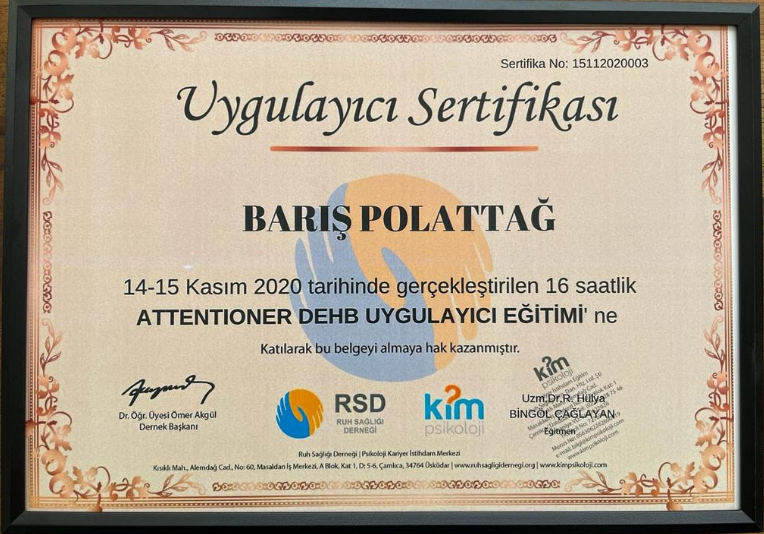 Sertifika No: 15112020003
Uygulayıcı Sertifikası
BARIŞ POLATTAĞ
14-15 Kasım 2020 tarihinde gerçekleştirilen 16 saatlik
ATTENTIONER DEHB UYGULAYICI EĞİTİMİ' ne
Katılarak bu belgeyi almaya hak kazanmıştır.
Dr. Öğr. Üyesi Ömer Akgül
Dernek Başkanı
RSD
RUH SAĞLIĞI
DERNEĞİ
kim
psikoloji
kim
psikoloji
Uzm.Dr.R. Hülya
BİNGÖL ÇAĞLAYAN
Eğitmen
Ruh Sağlığı Derneği | Psikoloji Kariyer İstihdam Merkezi
Kısıklı Mah., Alemdağ Cad., No: 60, Masaldan İş Merkezi, A Blok, Kat 1, D: 5-6, Çamlıca, 34764 Üsküdar | www.ruhsagligidernegi.org | www.kimpsikoloji.com